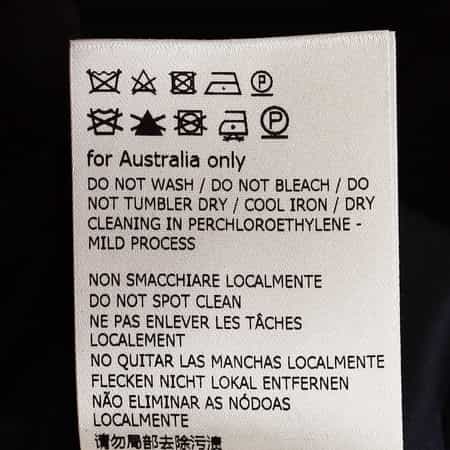 P
P
for Australia only
DO NOT WASH / DO NOT BLEACH / DO
NOT TUMBLER DRY / COOL IRON / DRY
CLEANING IN PERCHLOROETHYLENE -
MILD PROCESS
NON SMACCHIARE LOCALMENTE
DO NOT SPOT CLEAN
NE PAS ENLEVER LES TÂCHES
LOCALEMENT
NO QUITAR LAS MANCHAS LOCALMENTE
FLECKEN NICHT LOKAL ENTFERNEN
NÃO ELIMINAR AS NÓDOAS
LOCALMENTE
请勿局部去除污渍